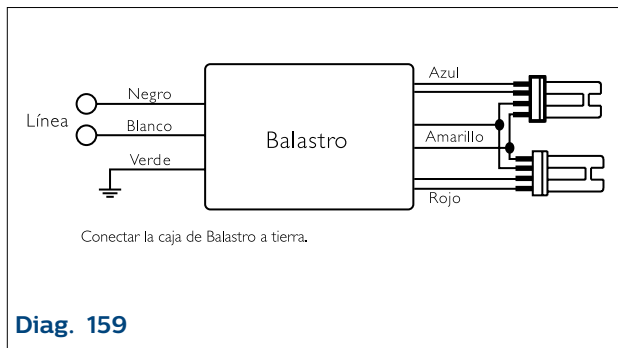 Azul
Negro
Línea
Blanco
Balastro
Amarillo
Verde
Rojo
Conectar la caja de Balastro a tierra.
Diag. 159